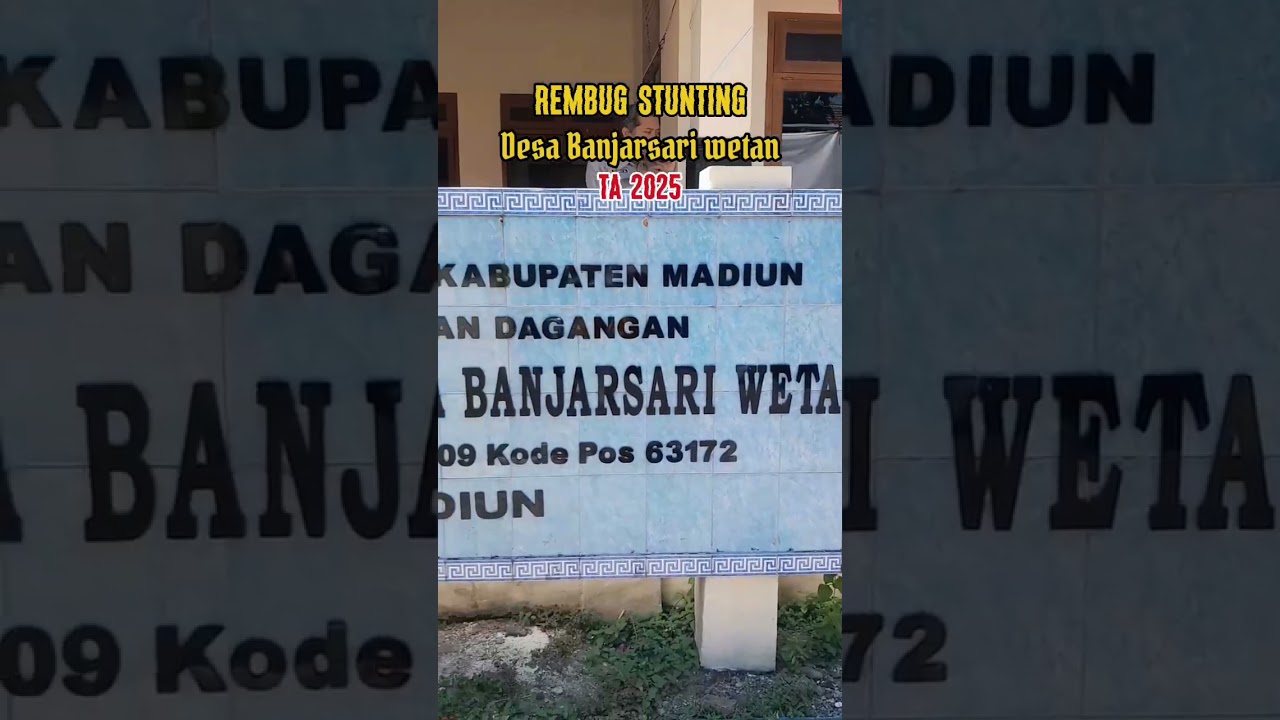 REMBUG STUNTING
Desa Banjarsari wetan
TA 2025
KABUPATEN MADIUN
AN DAGANGAN
A BANJARSARI WETA
09 Kode Pos 63172
DIUN